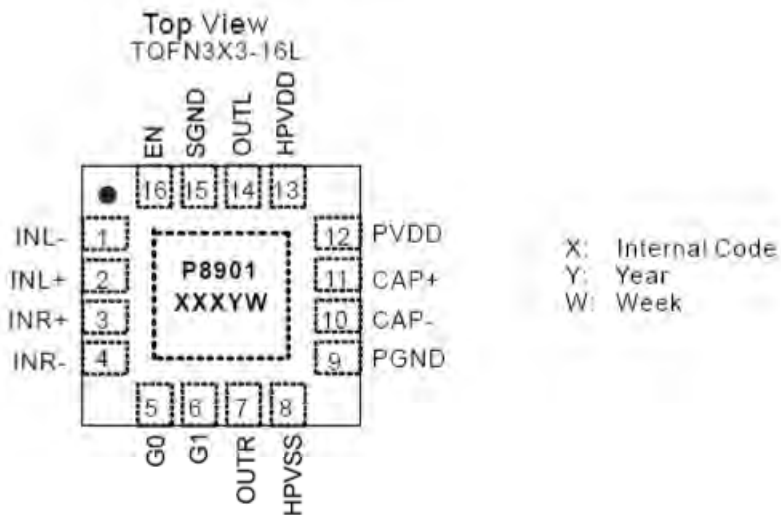 Top View
TQFN3X3-16L
EN SGND OUTL HPVDD
16 15 14 13
INL- 1 12 PVDD
INL+ 2 11 CAP+
INR+ 3 10 CAP-
INR- 4 9 PGND
P8901
XXXYW
5 6 7 8
G0 G1 OUTR HPVSS
X: Internal Code
Y: Year
W: Week